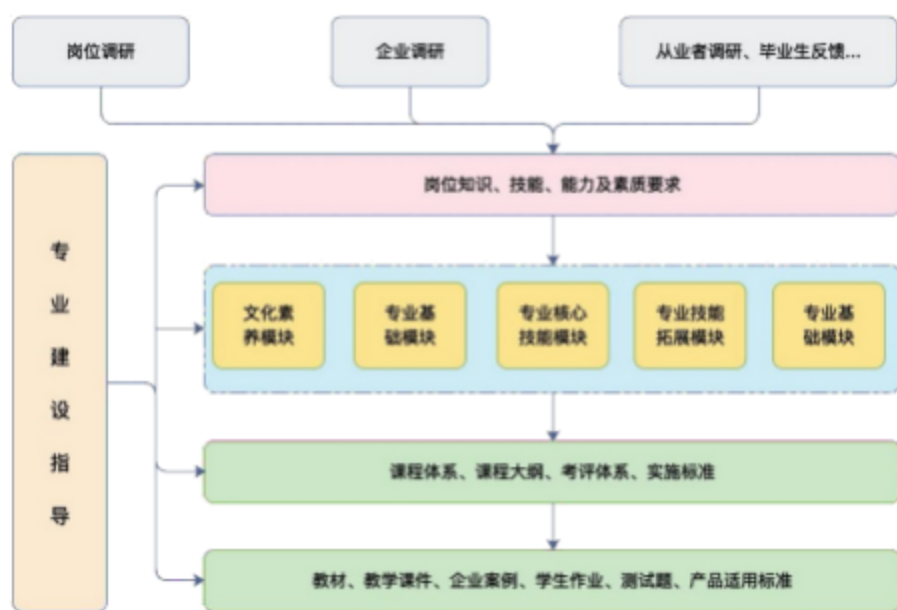 岗位调研
企业调研
从业者调研、毕业生反馈...
专业建设指导
岗位知识、技能、能力及素质要求
文化素
养模块
专业基
础模块
专业核心
技能模块
专业技能
拓展模块
专业基
础模块
课程体系、课程大纲、考评体系、实施标准
教材、教学课件、企业案例、学生作业、测试题、产品适用标准